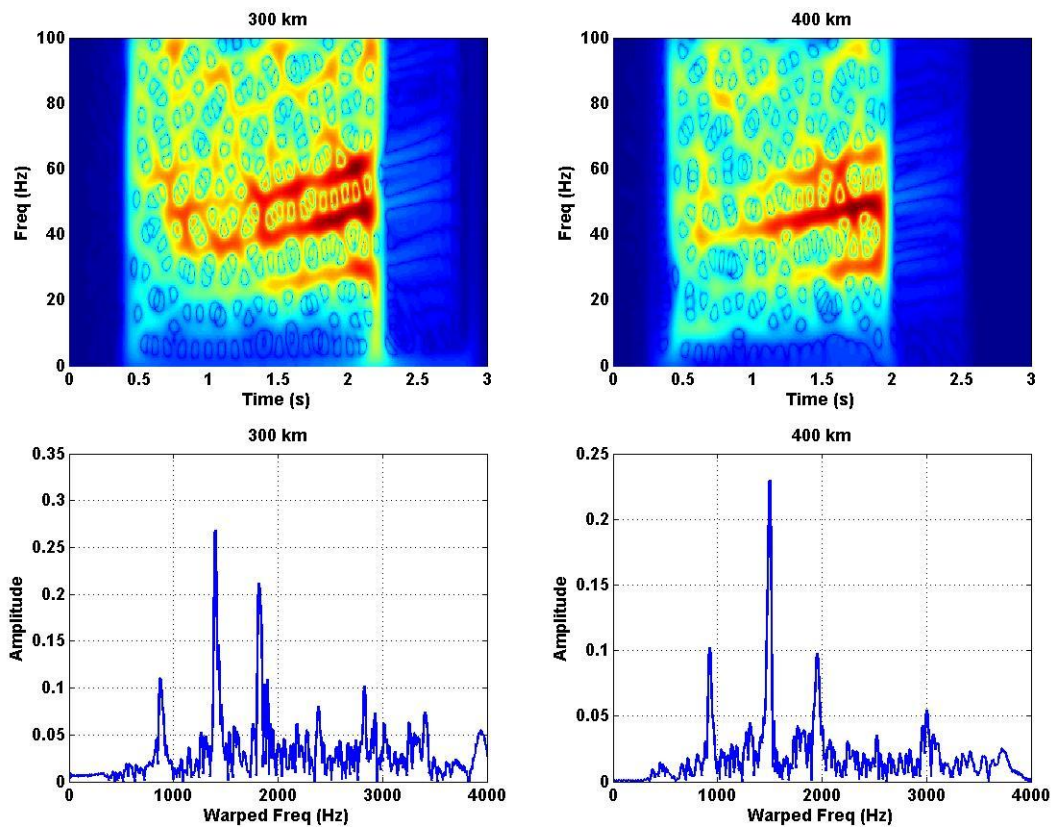 300 km
100
80
60
40
20
0
Freq (Hz)
0 0.5 1 1.5 2 2.5 3
Time (s)
400 km
100
80
60
40
20
0
Freq (Hz)
0 0.5 1 1.5 2 2.5 3
Time (s)
300 km
0.35
0.3
0.25
0.2
0.15
0.1
0.05
0
Amplitude
0 1000 2000 3000 4000
Warped Freq (Hz)
400 km
0.25
0.2
0.15
0.1
0.05
0
Amplitude
0 1000 2000 3000 4000
Warped Freq (Hz)